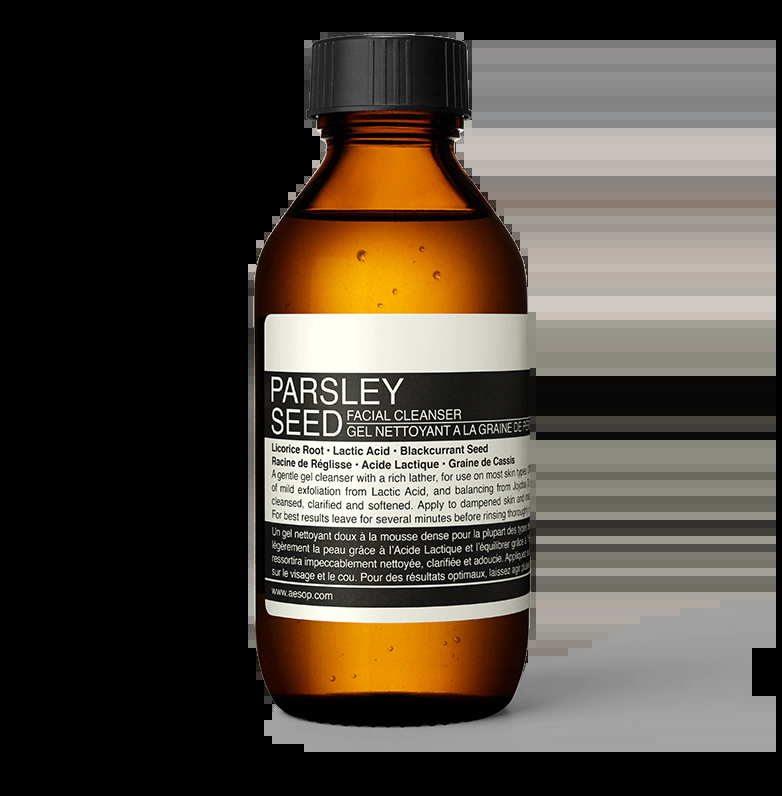 PARSLEY
SEED FACIAL CLEANSER
GEL NETTOYANT A LA GRAINE DE
Licorice Root · Lactic Acid · Blackcurrant Seed
Racine de Réglisse · Acide Lactique · Graine de Cassis
A gentle gel cleanser with a rich lather, for use on most skin types,
of mild exfoliation from Lactic Acid, and balancing from Jojoba
cleansed, clarified and softened. Apply to dampened skin and
For best results leave for several minutes before rinsing thoroughly
Un gel nettoyant doux à la mousse dense pour la plupart des types
légèrement la peau grâce à l'Acide Lactique et l'équilibrer grâce à
ressortira impeccablement nettoyée, clarifiée et adoucie. Appliquez
sur le visage et le cou. Pour des résultats optimaux, laissez agir
www.aesop.com